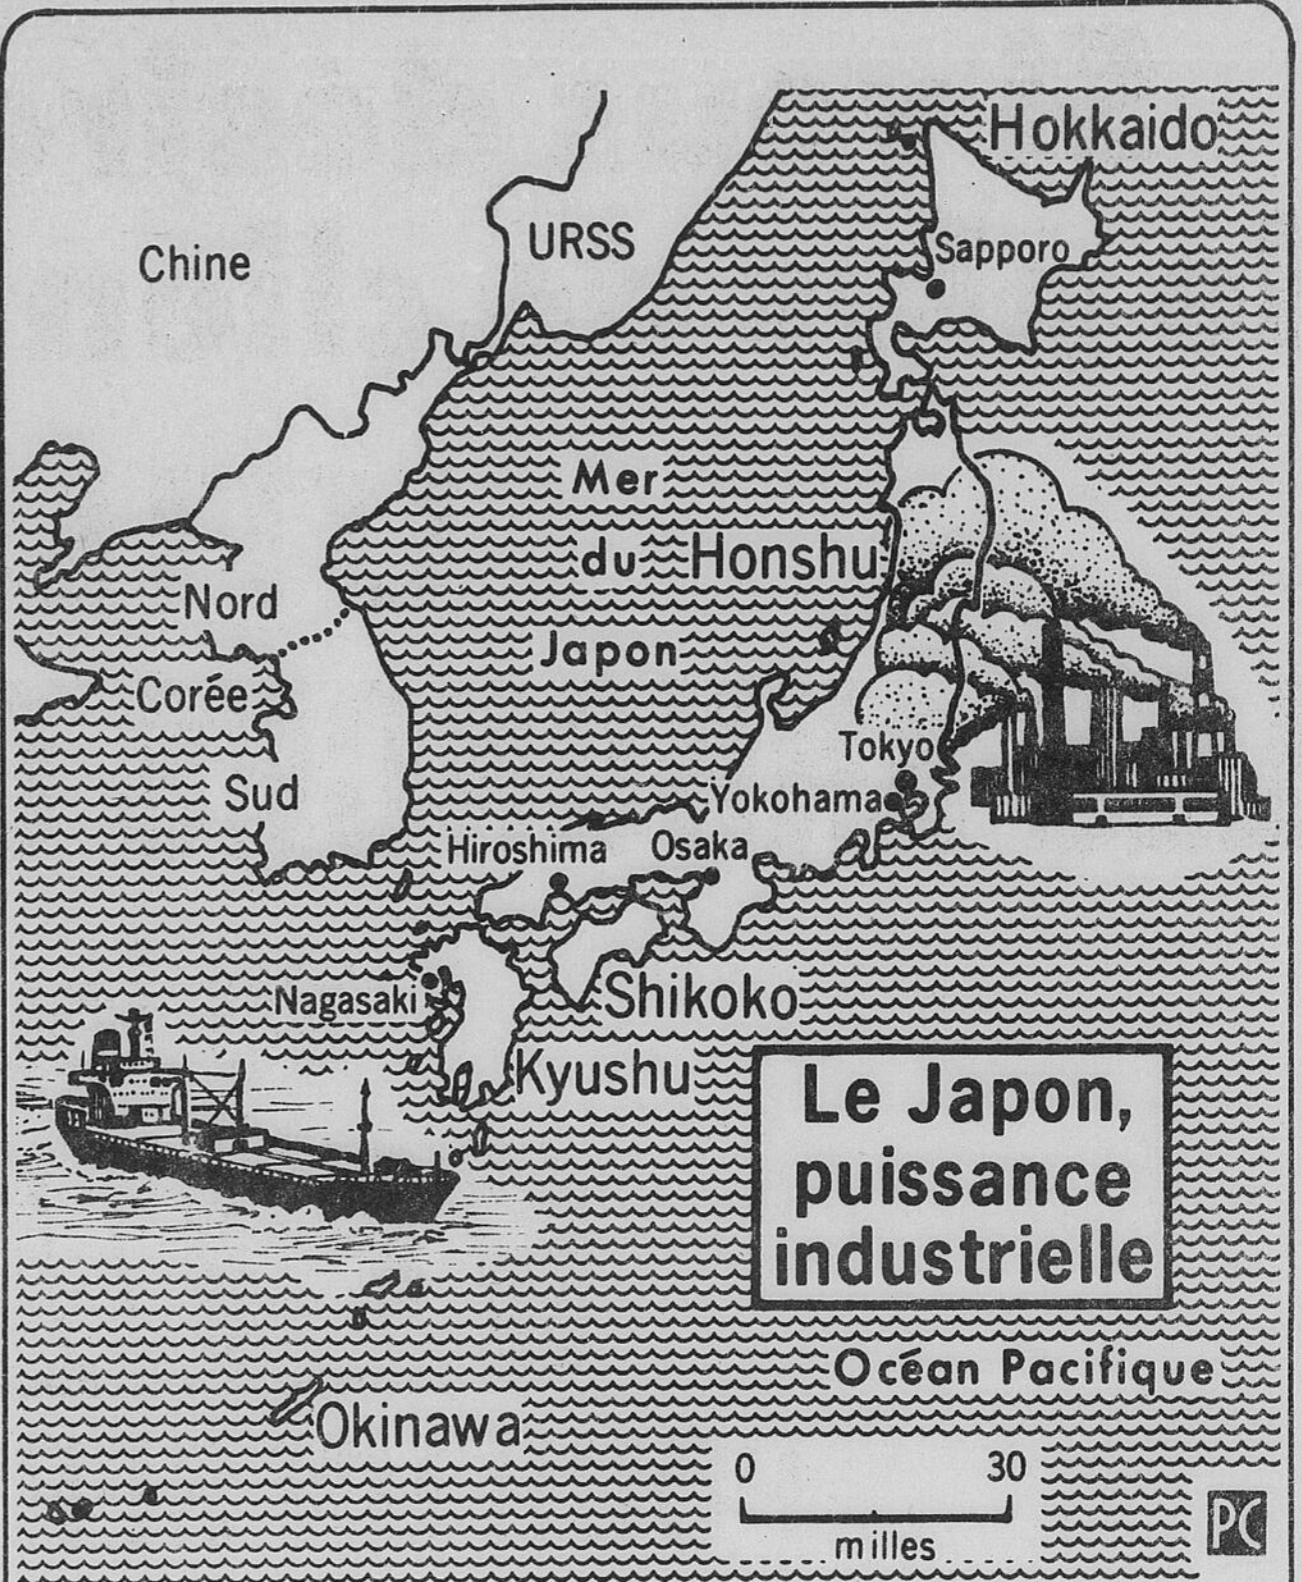 Hokkaido
URSS
Chine
Sapporo
Mer
du
Honshu
Nord
Japon
Corée
Tokyo
Sud
Yokohama
Hiroshima
Osaka
Nagasaki
Shikoko
Kyushu
Le Japon,
puissance
industrielle
Océan Pacifique
Okinawa
0 30
milles
PC